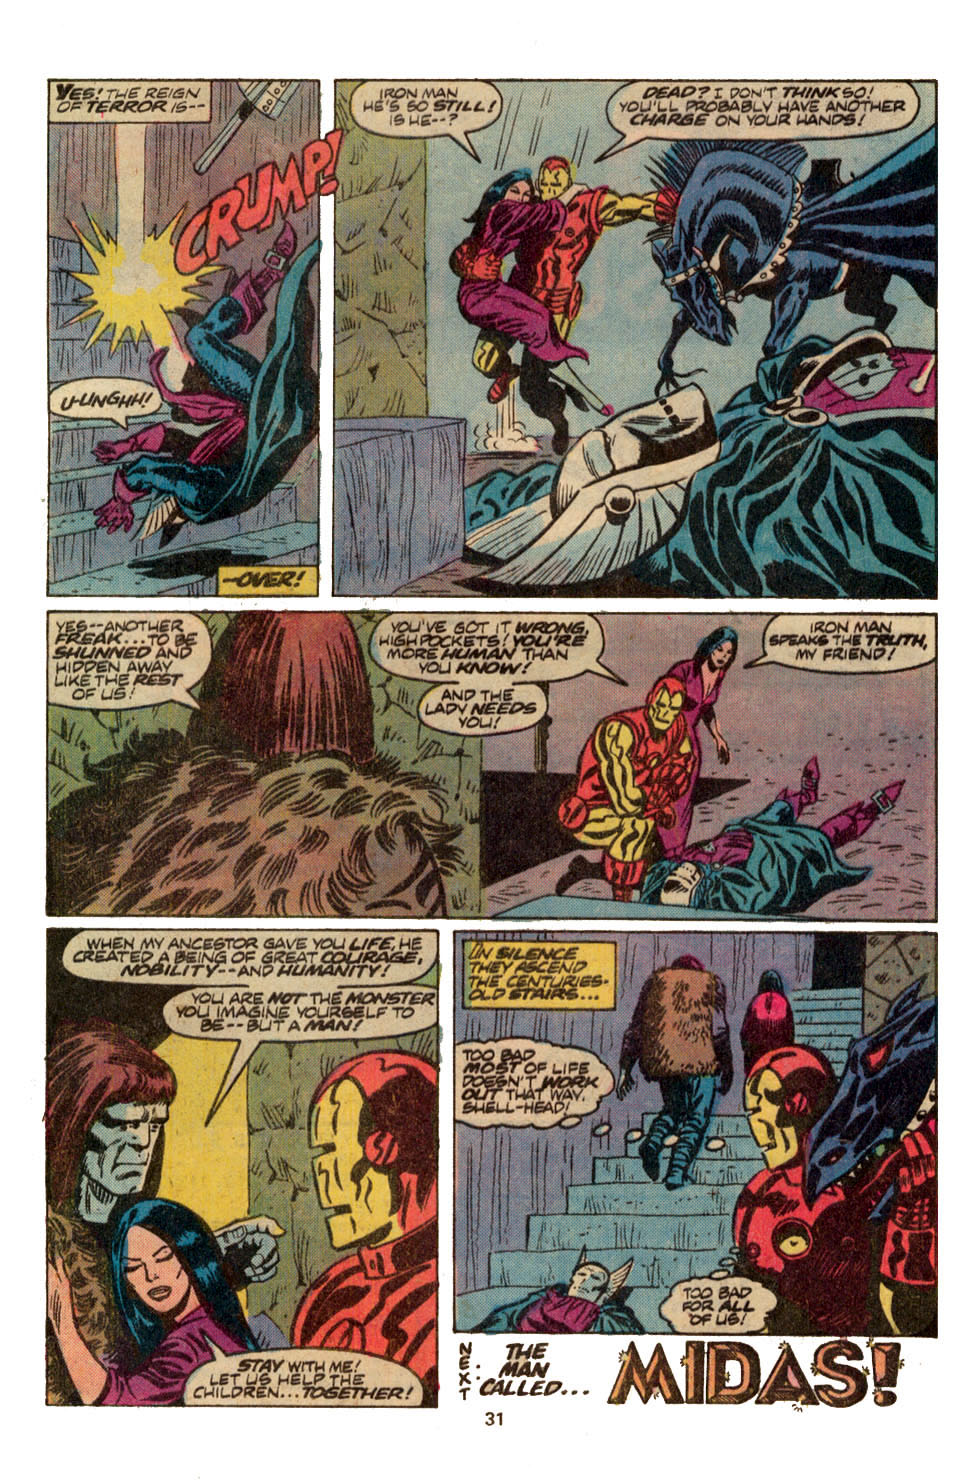 YES! THE REIGN
OF TERROR IS--
CRUMP!
U-UNGHH!
--OVER!
IRON MAN
HE'S SO STILL!
IS HE--?
DEAD? I DON'T THINK SO!
YOU'LL PROBABLY HAVE ANOTHER
CHARGE ON YOUR HANDS!
YES--ANOTHER
FREAK...TO BE
SHUNNED AND
HIDDEN AWAY
LIKE THE REST
OF US!
YOU'VE GOT IT WRONG,
HIGHPOCKETS! YOU'RE
MORE HUMAN THAN
YOU KNOW!
AND THE
LADY NEEDS
YOU!
IRON MAN
SPEAKS THE TRUTH,
MY FRIEND!
WHEN MY ANCESTOR GAVE YOU LIFE, HE
CREATED A BEING OF GREAT COURAGE,
NOBILITY--AND HUMANITY!
YOU ARE NOT THE MONSTER
YOU IMAGINE YOURSELF TO
BE--BUT A MAN!
STAY WITH ME!
LET US HELP THE
CHILDREN...TOGETHER!
IN SILENCE
THEY ASCEND
THE CENTURIES-
OLD STAIRS...
TOO BAD
MOST OF LIFE
DOESN'T WORK
OUT THAT WAY,
SHELL-HEAD!
TOO BAD
FOR ALL
OF US!
NEXT:
THE
MAN
CALLED...
MIDAS!
31